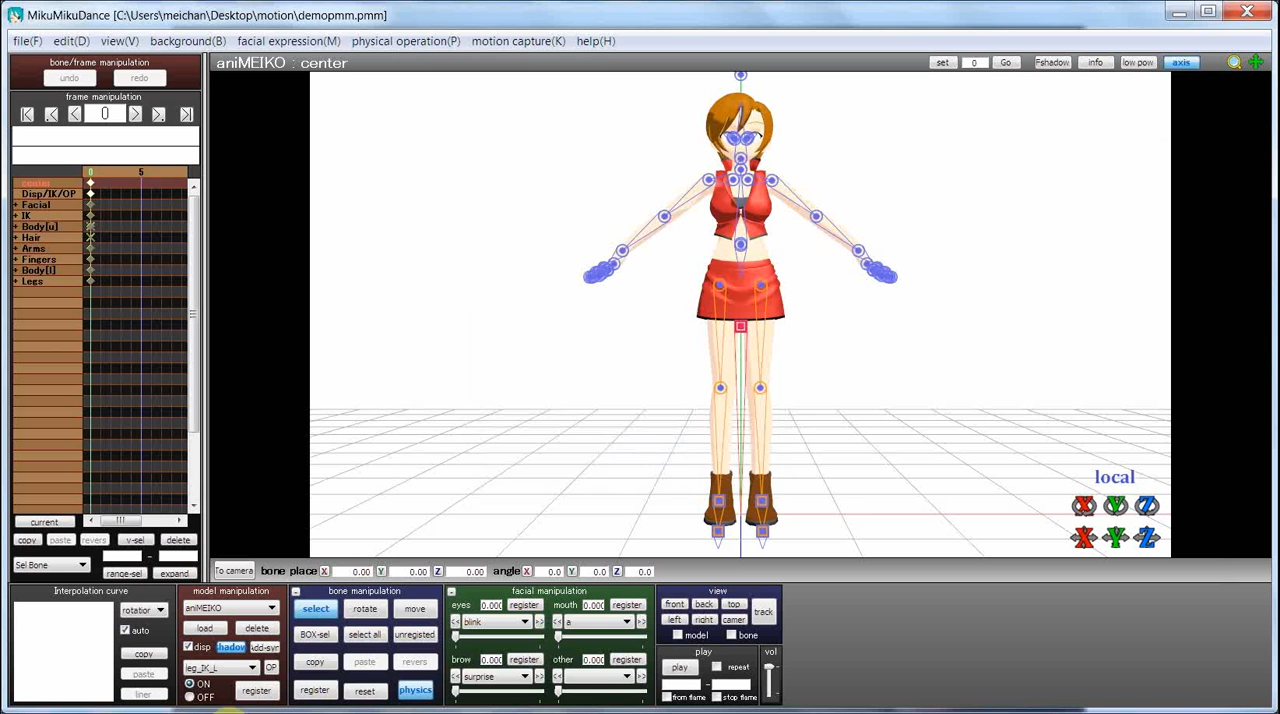 MikuMikuDance [C:\Users\meichan\Desktop\motion\demopmm.pmm]
file(F) edit(D) view(V) background(B) facial expression(M) physical operation(P) motion capture(K) help(H)
bone/frame manipulation
undo redo
frame manipulation
0
aniMEIKO : center
set 0 Go Fshadow info low pow axis
0 5
center
Disp/IK/OP
+ Facial
+ IK
+ Body[u]
+ Hair
+ Arms
+ Fingers
+ Body[l]
+ Legs
local
X Y Z
X Y Z
current
copy paste revers v-sel delete
Sel Bone -
range-sel expand
To camera bone place X 0.00 Y 0.00 Z 0.00 angle X 0.0 Y 0.0 Z 0.0
Interpolation curve
rotatior
auto
copy
paste
liner
model manipulation
aniMEIKO
load delete
disp hadov dd-syr
leg_IK_L OP
ON
OFF
register
- bone manipulation
select rotate move
BOX-sel select all unregisted
copy paste revers
register reset physics
- facial manipulation
eyes 0.000 register mouth 0.000 register
<< blink >> << a >>
brow 0.000 register other 0.000 register
<< surprise >> << >>
view
front back top
left right camer
track
model bone
play
play repeat
-
from flame stop flame
vol